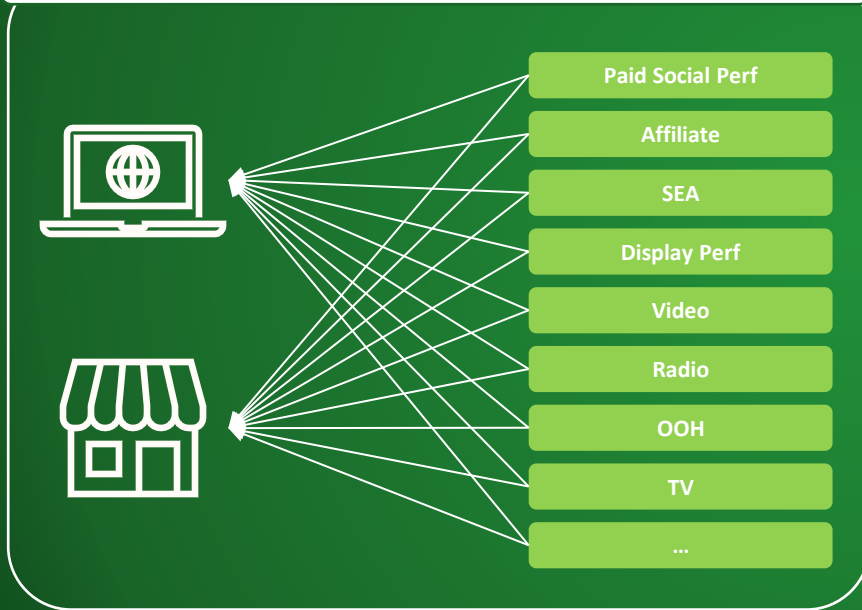 Paid Social Perf
Affiliate
SEA
Display Perf
Video
Radio
OOH
TV
...